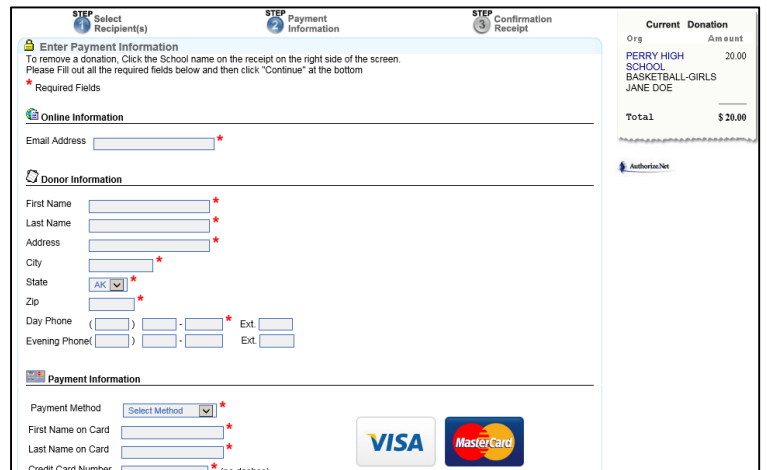 STEP 1 Select Recipient(s)
STEP 2 Payment Information
STEP 3 Confirmation Receipt
Enter Payment Information
To remove a donation, Click the School name on the receipt on the right side of the screen.
Please Fill out all the required fields below and then click "Continue" at the bottom
* Required Fields
Online Information
Email Address *
Donor Information
First Name *
Last Name *
Address *
City *
State AK *
Zip *
Day Phone ( ) - * Ext.
Evening Phone( ) - Ext.
Payment Information
Payment Method Select Method *
First Name on Card *
Last Name on Card *
Credit Card Number * (no dashes)
VISA MasterCard
Current Donation
Org Amount
PERRY HIGH 20.00
SCHOOL
BASKETBALL-GIRLS
JANE DOE
Total $ 20.00
Authorize.Net